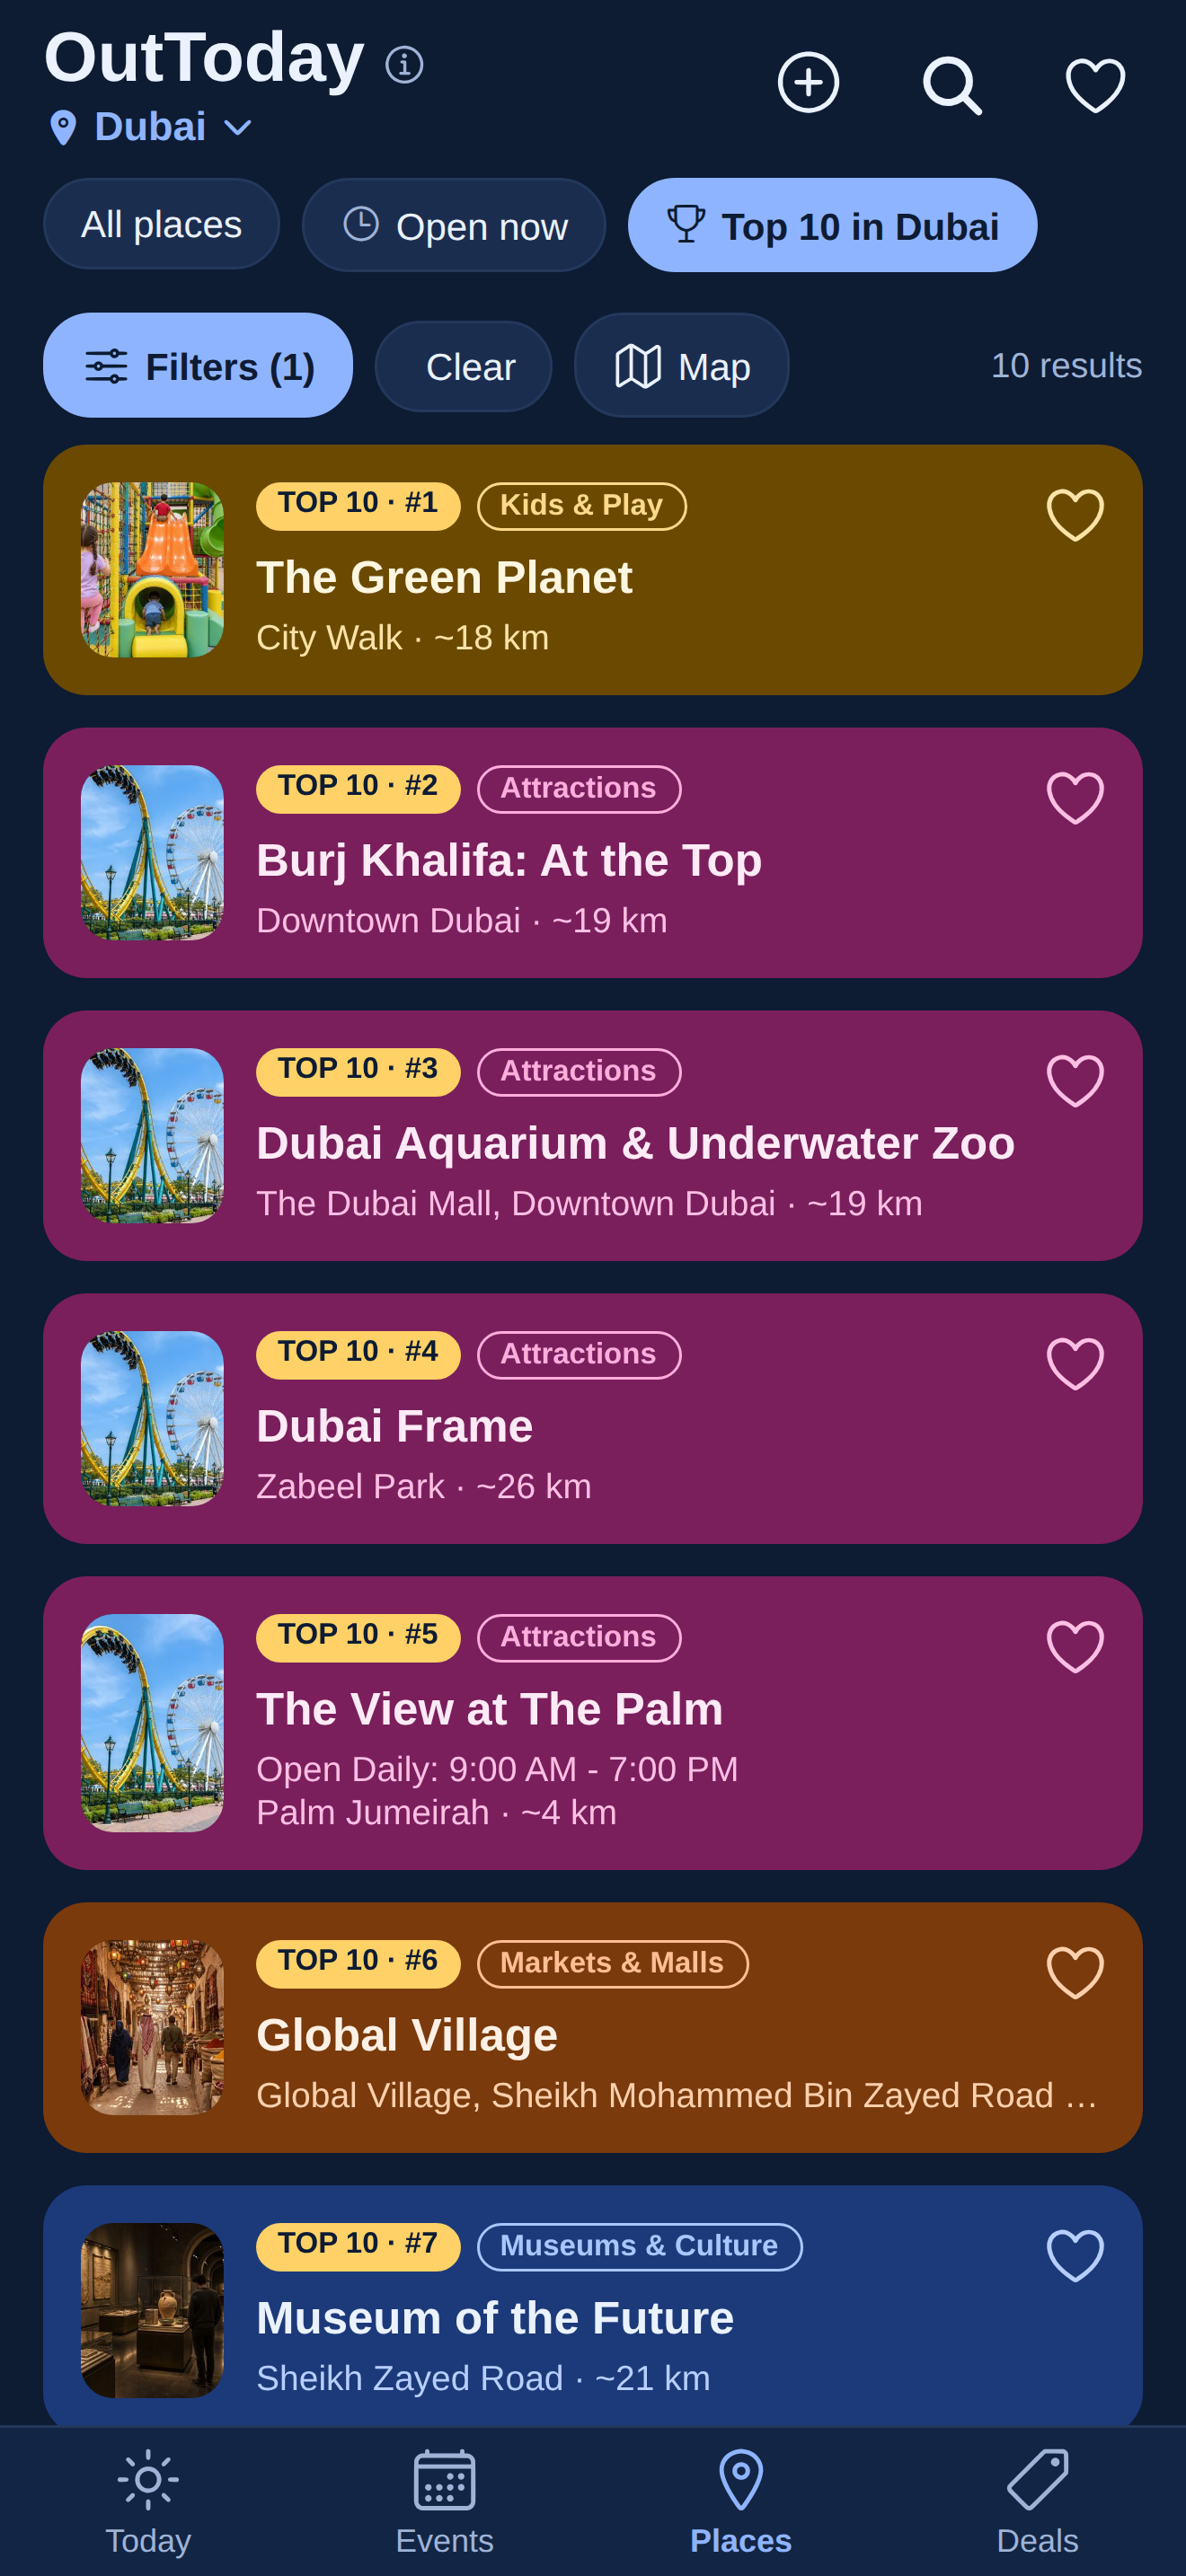 OutToday
Dubai
All places
Open now
Top 10 in Dubai
Filters (1)
Clear
Map
10 results
TOP 10 · #1
Kids & Play
The Green Planet
City Walk · ~18 km
TOP 10 · #2
Attractions
Burj Khalifa: At the Top
Downtown Dubai · ~19 km
TOP 10 · #3
Attractions
Dubai Aquarium & Underwater Zoo
The Dubai Mall, Downtown Dubai · ~19 km
TOP 10 · #4
Attractions
Dubai Frame
Zabeel Park · ~26 km
TOP 10 · #5
Attractions
The View at The Palm
Open Daily: 9:00 AM - 7:00 PM
Palm Jumeirah · ~4 km
TOP 10 · #6
Markets & Malls
Global Village
Global Village, Sheikh Mohammed Bin Zayed Road …
TOP 10 · #7
Museums & Culture
Museum of the Future
Sheikh Zayed Road · ~21 km
Today
Events
Places
Deals